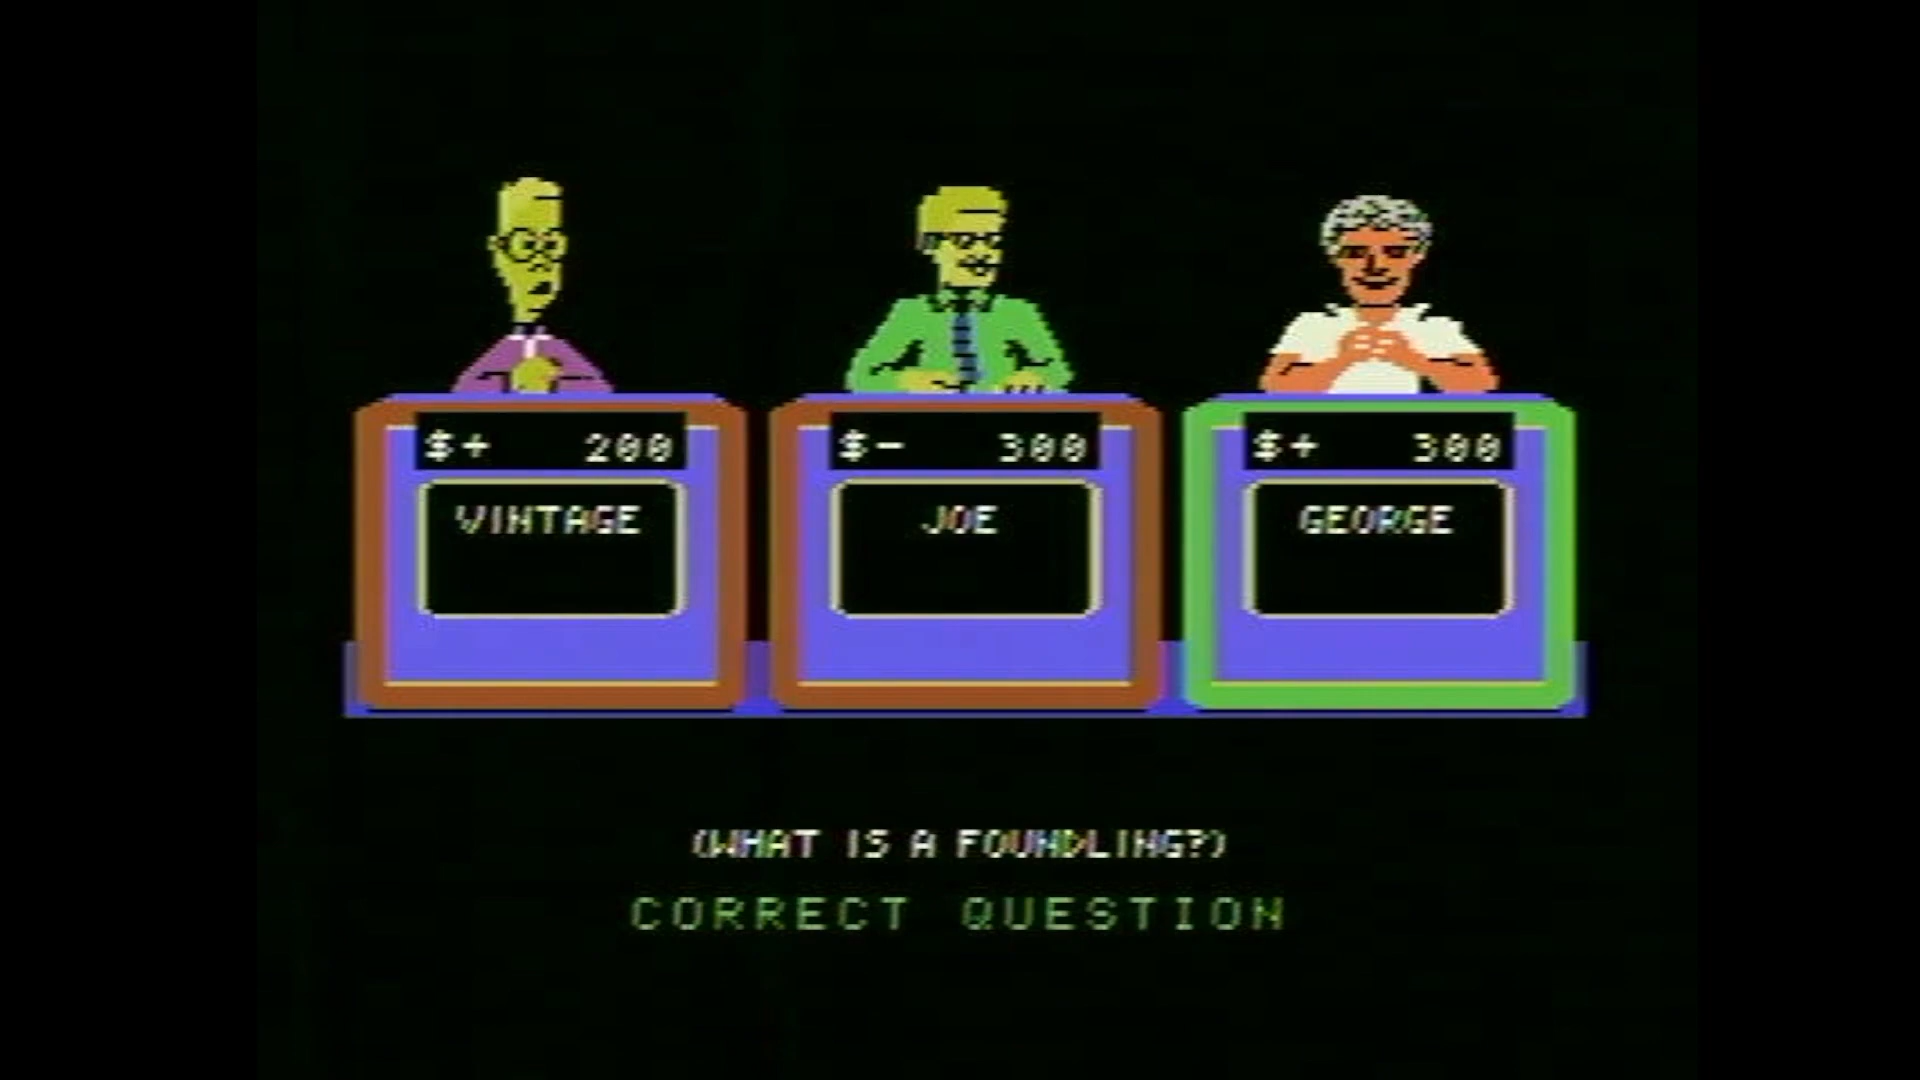 $+ 200
$- 300
$+ 300
VINTAGE
JOE
GEORGE
(WHAT IS A FOUNDLING?)
CORRECT QUESTION